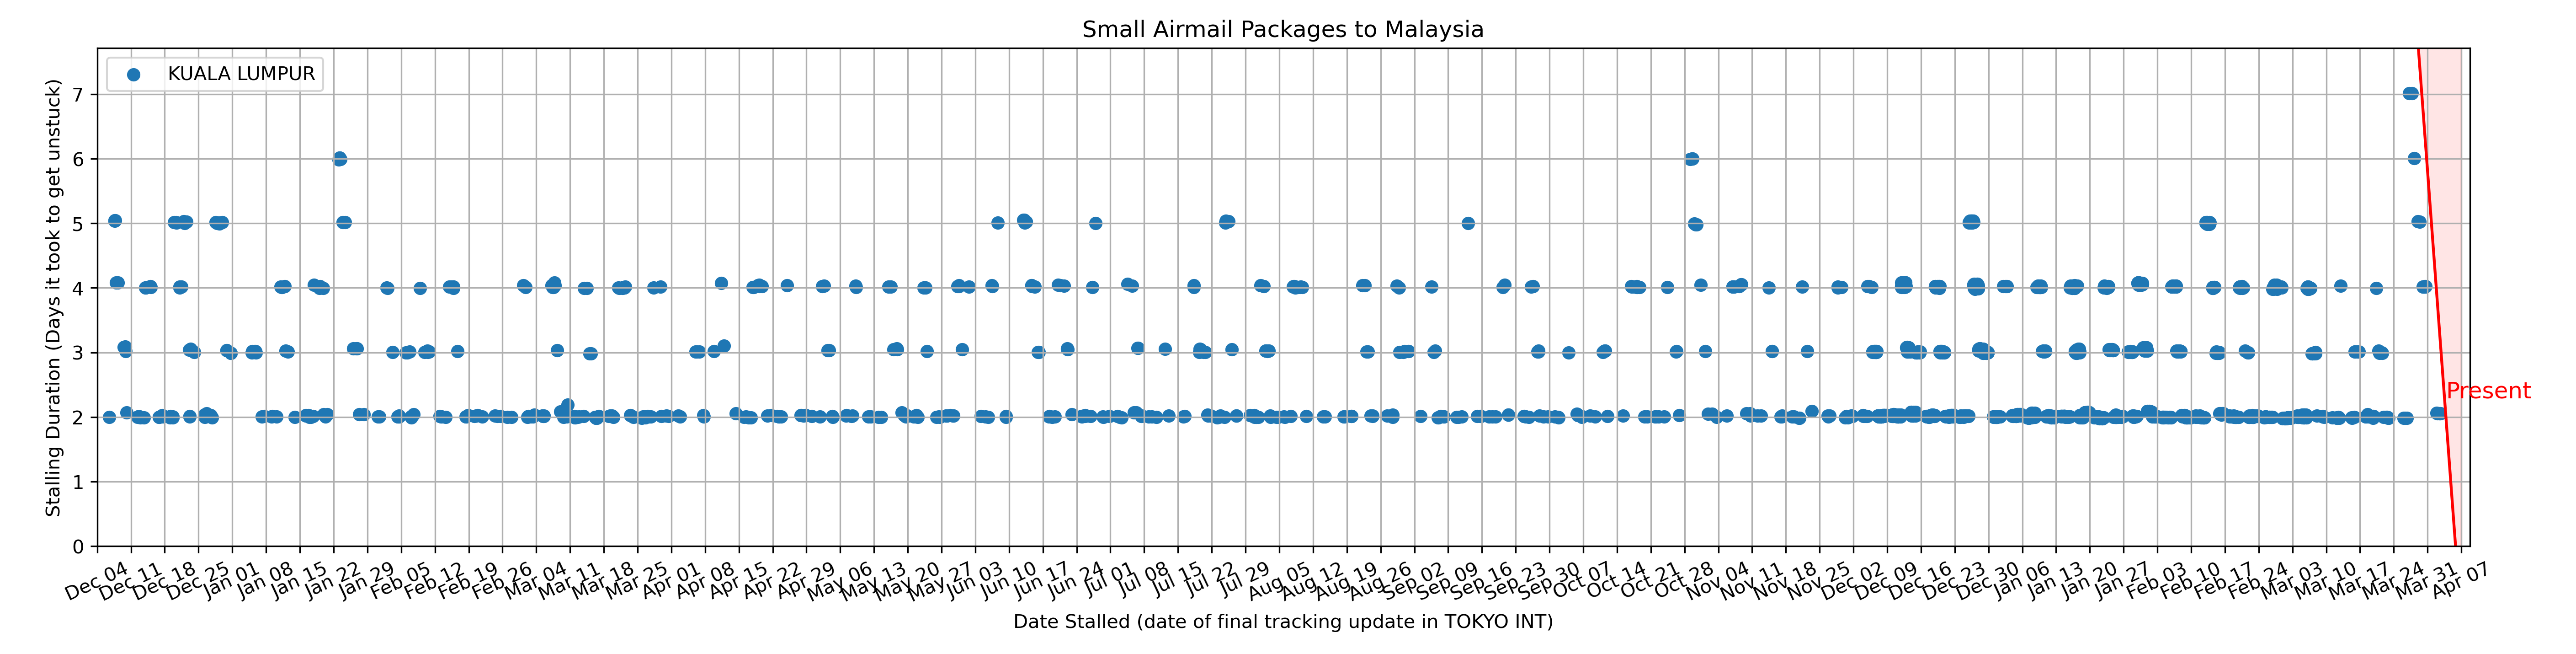 Small Airmail Packages to Malaysia
KUALA LUMPUR
Stalling Duration (Days it took to get unstuck)
7
6
5
4
3
2
1
0
Present
Dec 04
Dec 11
Dec 18
Dec 25
Jan 01
Jan 08
Jan 15
Jan 22
Jan 29
Feb 05
Feb 12
Feb 19
Feb 26
Mar 04
Mar 11
Mar 18
Mar 25
Apr 01
Apr 08
Apr 15
Apr 22
Apr 29
May 06
May 13
May 20
May 27
Jun 03
Jun 10
Jun 17
Jun 24
Jul 01
Jul 08
Jul 15
Jul 22
Jul 29
Aug 05
Aug 12
Aug 19
Aug 26
Sep 02
Sep 09
Sep 16
Sep 23
Sep 30
Oct 07
Oct 14
Oct 21
Oct 28
Nov 04
Nov 11
Nov 18
Nov 25
Dec 02
Dec 09
Dec 16
Dec 23
Dec 30
Jan 06
Jan 13
Jan 20
Jan 27
Feb 03
Feb 10
Feb 17
Feb 24
Mar 03
Mar 10
Mar 17
Mar 24
Mar 31
Apr 07
Date Stalled (date of final tracking update in TOKYO INT)